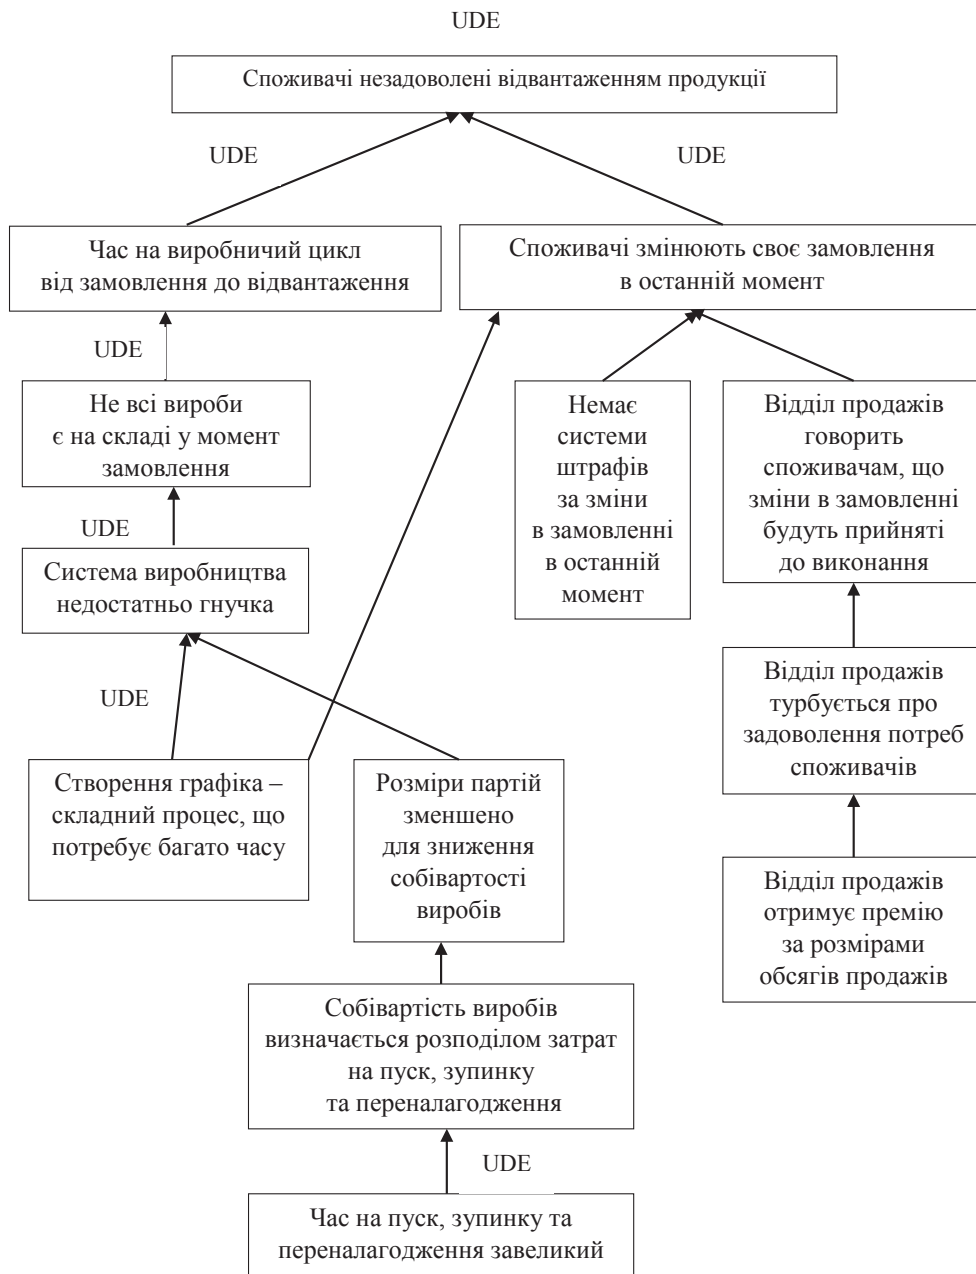 UDE
Споживачі незадоволені відвантаженням продукції
UDE
UDE
Час на виробничий цикл
від замовлення до відвантаження
Споживачі змінюють своє замовлення
в останній момент
UDE
Не всі вироби
є на складі у момент
замовлення
Немає
системи
штрафів
за зміни
в замовленні
в останній
момент
Відділ продажів
говорить
споживачам, що
зміни в замовленні
будуть прийняті
до виконання
UDE
Система виробництва
недостатньо гнучка
UDE
Відділ продажів
турбується про
задоволення потреб
споживачів
Створення графіка –
складний процес, що
потребує багато часу
Розміри партій
зменшено
для зниження
собівартості
виробів
Відділ продажів
отримує премію
за розмірами
обсягів продажів
Собівартість виробів
визначається розподілом затрат
на пуск, зупинку
та переналагодження
UDE
Час на пуск, зупинку та
переналагодження завеликий